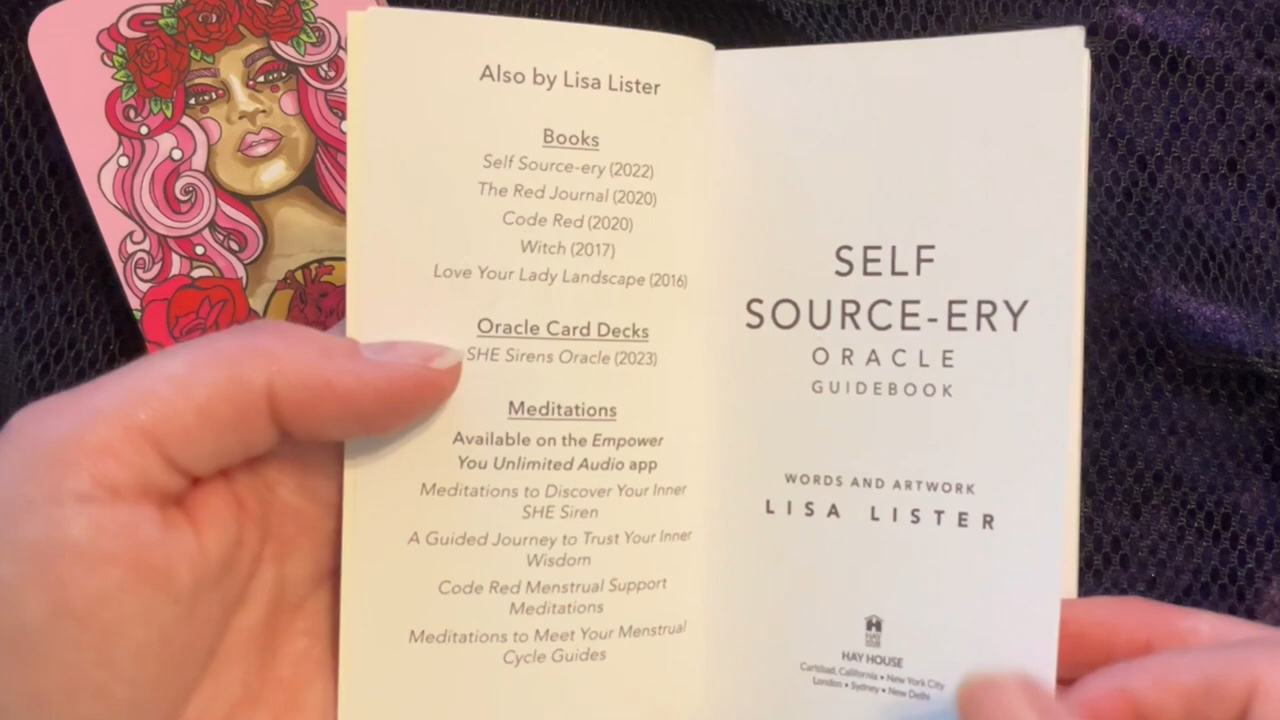 Also by Lisa Lister
Books
Self Source-ery (2022)
The Red Journal (2020)
Code Red (2020)
Witch (2017)
Love Your Lady Landscape (2016)
Oracle Card Decks
SHE Sirens Oracle (2023)
Meditations
Available on the Empower
You Unlimited Audio app
Meditations to Discover Your Inner
SHE Siren
A Guided Journey to Trust Your Inner
Wisdom
Code Red Menstrual Support
Meditations
Meditations to Meet Your Menstrual
Cycle Guides
SELF
SOURCE-ERY
ORACLE
GUIDEBOOK
WORDS AND ARTWORK
LISA LISTER
HAY
HOUSE
HAY HOUSE
Carlsbad, California • New York City
London • Sydney • New Delhi